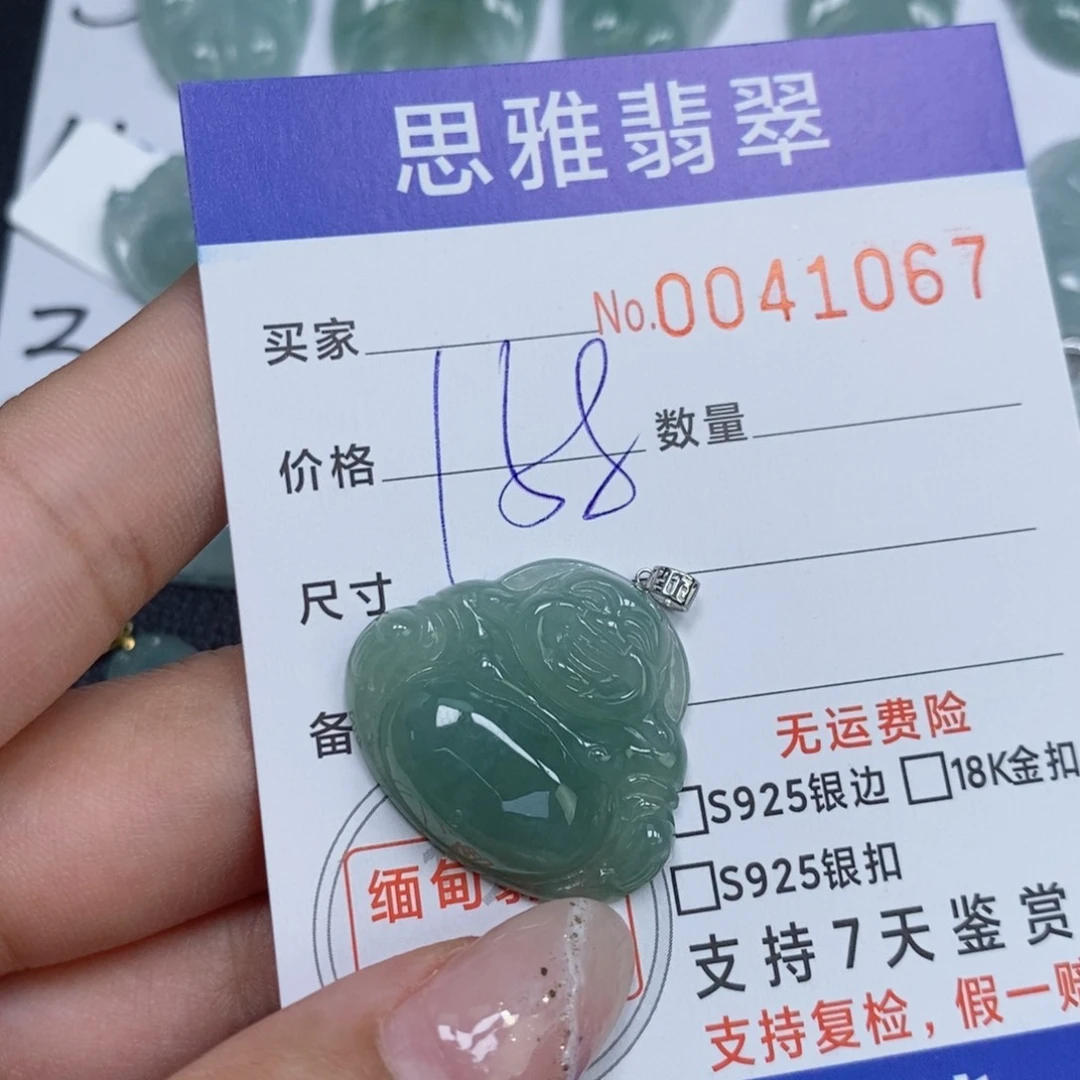 思雅翡翠
No.0041067
买家
价格 168 数量
尺寸
备
无运费险
S925银边 18K金扣
S925银扣
缅甸
支持7天鉴赏
支持复检，假一赔
2